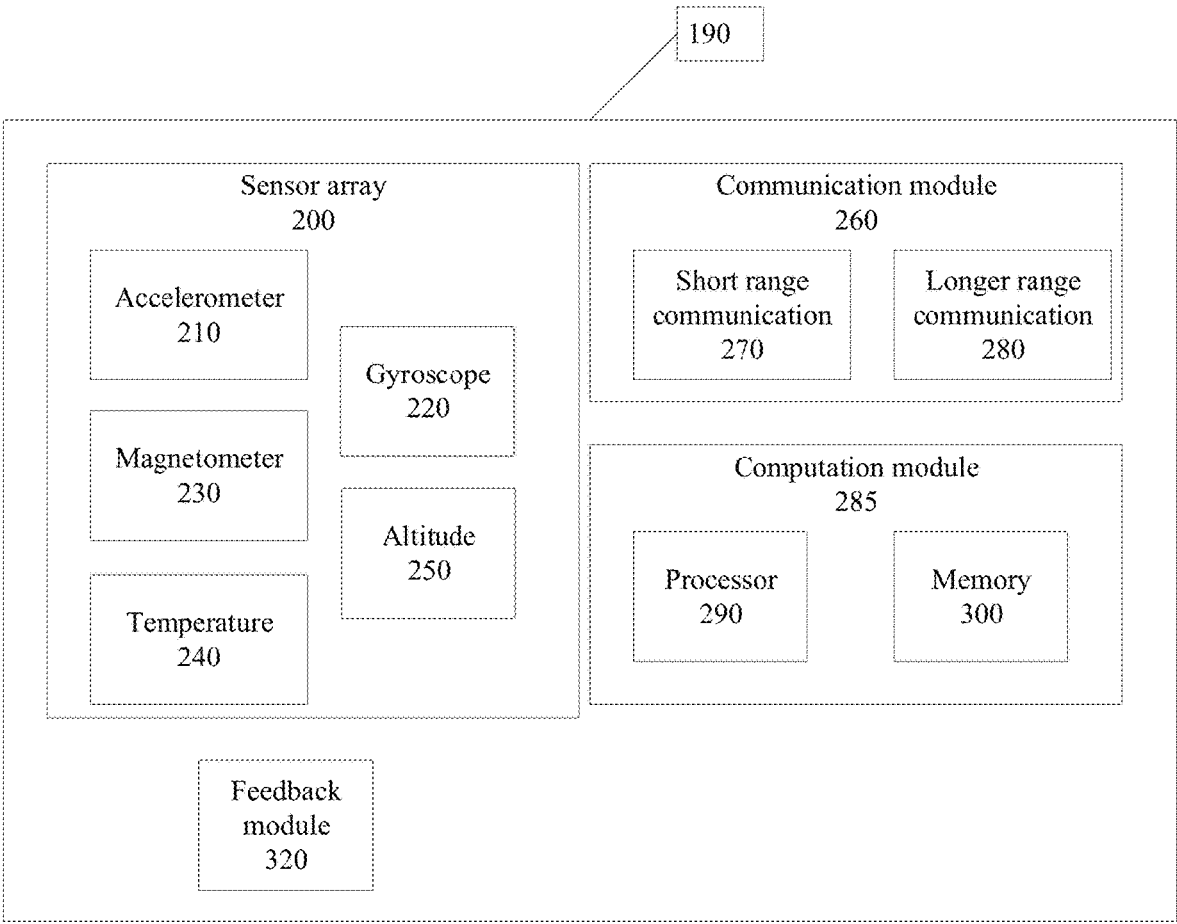 190
Sensor array
200
Accelerometer
210
Gyroscope
220
Magnetometer
230
Altitude
250
Temperature
240
Communication module
260
Short range
communication
270
Longer range
communication
280
Computation module
285
Processor
290
Memory
300
Feedback
module
320